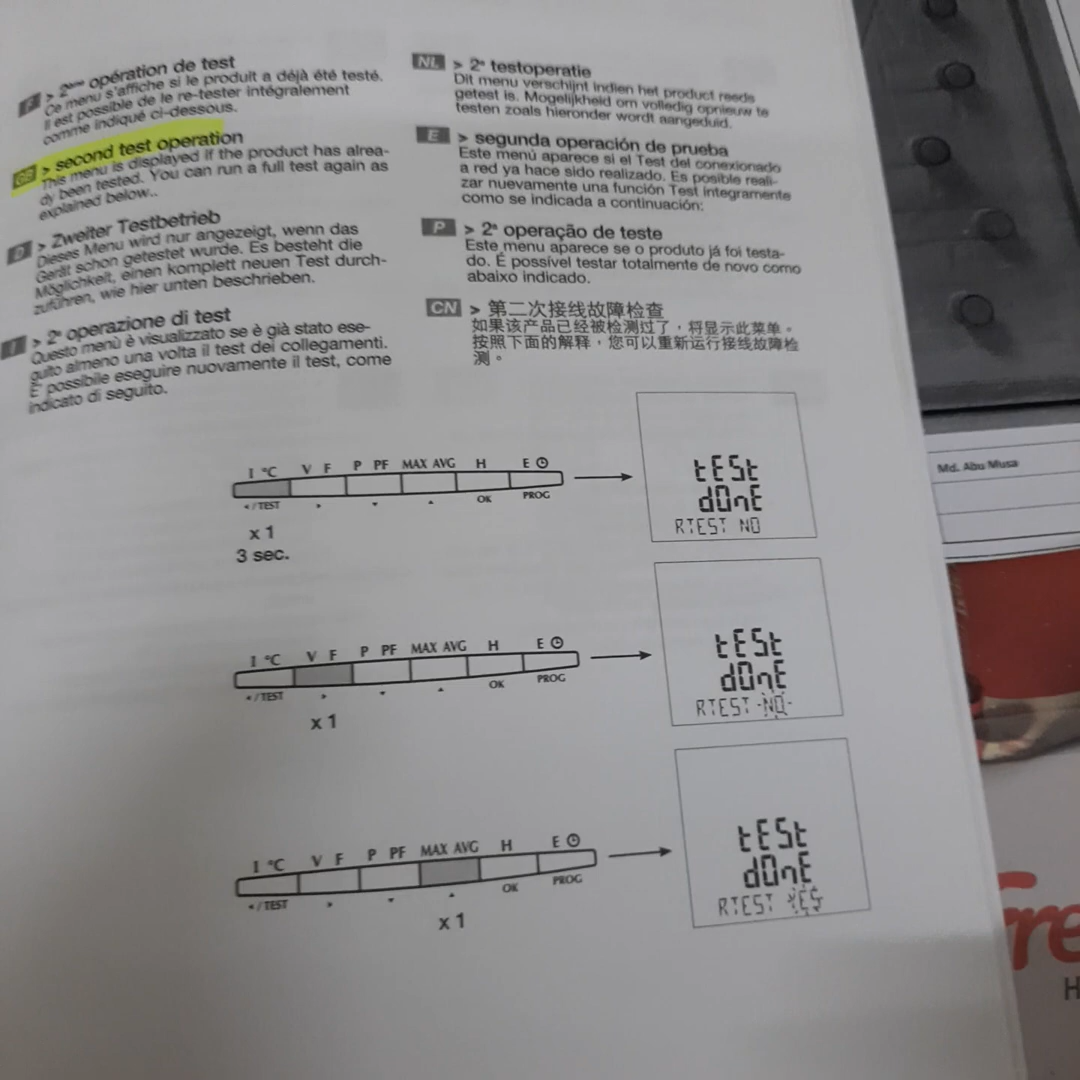 F > 2ème opération de test
Ce menu s'affiche si le produit a déjà été testé.
Il est possible de le re-tester intégralement
comme indiqué ci-dessous.
GB > second test operation
This menu is displayed if the product has alrea-
dy been tested. You can run a full test again as
explained below..
D > Zweiter Testbetrieb
Dieses Menu wird nur angezeigt, wenn das
Gerät schon getestet wurde. Es besteht die
Möglichkeit, einen komplett neuen Test durch-
zuführen, wie hier unten beschrieben.
I > 2ª operazione di test
Questo menù è visualizzato se è già stato ese-
guito almeno una volta il test dei collegamenti.
E' possibile eseguire nuovamente il test, come
indicato di seguito.
NL > 2ª testoperatie
Dit menu verschijnt indien het product reeds
getest is. Mogelijkheid om volledig opnieuw te
testen zoals hieronder wordt aangeduid.
E > segunda operación de prueba
Este menú aparece si el Test del conexionado
a red ya hace sido realizado. Es posible reali-
zar nuevamente una función Test integramente
como se indicada a continuación:
P > 2ª operação de teste
Este menu aparece se o produto já foi testa-
do. É possível testar totalmente de novo como
abaixo indicado.
CN > 第二次接线故障检查
如果该产品已经被检测过了，将显示此菜单。
按照下面的解释，您可以重新运行接线故障检
测。
I °C V F P PF MAX AVG H E
◂ / TEST ▸ ▾ ▴ OK PROG
x 1
3 sec.
tESt
dOnE
RTEST NO
I °C V F P PF MAX AVG H E
◂ / TEST ▸ ▾ ▴ OK PROG
x 1
tESt
dOnE
RTEST -NO-
I °C V F P PF MAX AVG H E
◂ / TEST ▸ ▾ ▴ OK PROG
x 1
tESt
dOnE
RTEST YES
Md. Abu Musa
fre
H